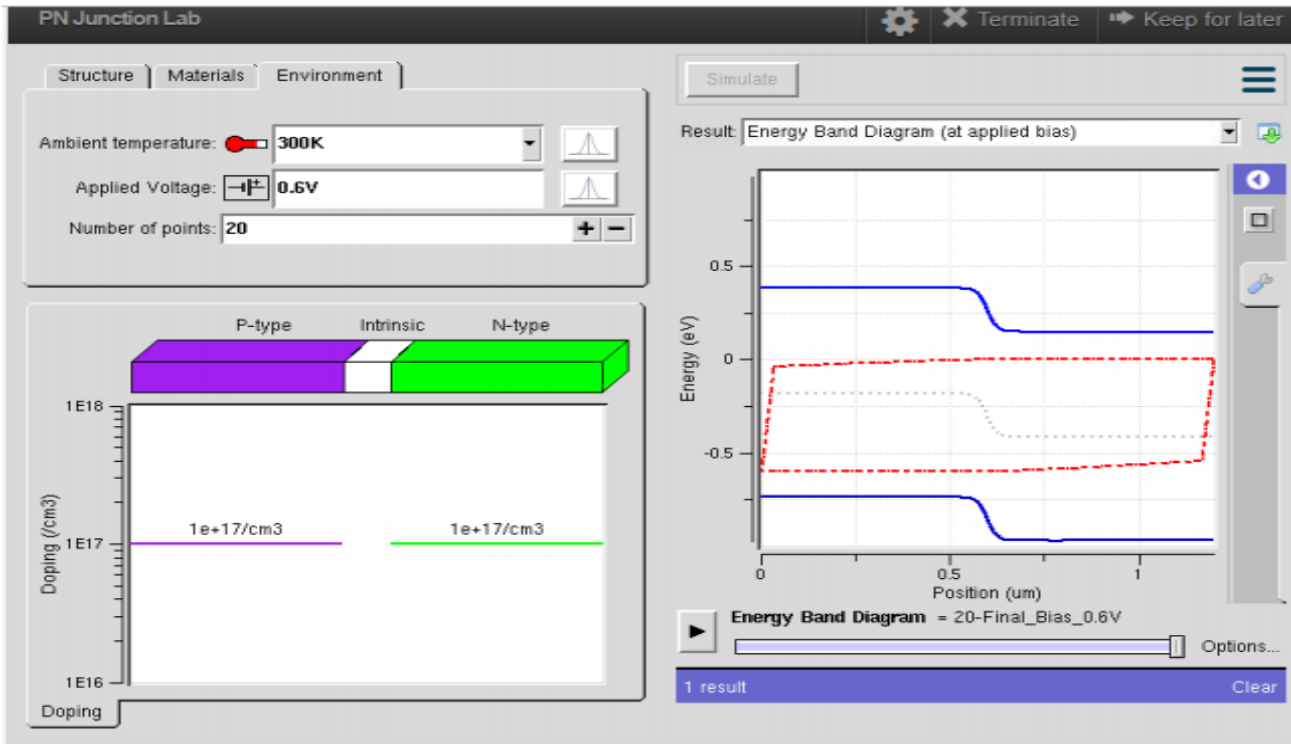 PN Junction Lab
Terminate
Keep for later
Structure
Materials
Environment
Ambient temperature:
300K
Applied Voltage:
0.6V
Number of points:
20
+ −
P-type
Intrinsic
N-type
1E18
1E17
1E16
Doping (/cm3)
1e+17/cm3
1e+17/cm3
Doping
Simulate
Result:
Energy Band Diagram (at applied bias)
Energy (eV)
0.5
0
-0.5
0
0.5
1
Position (um)
Energy Band Diagram = 20-Final_Bias_0.6V
Options...
1 result
Clear